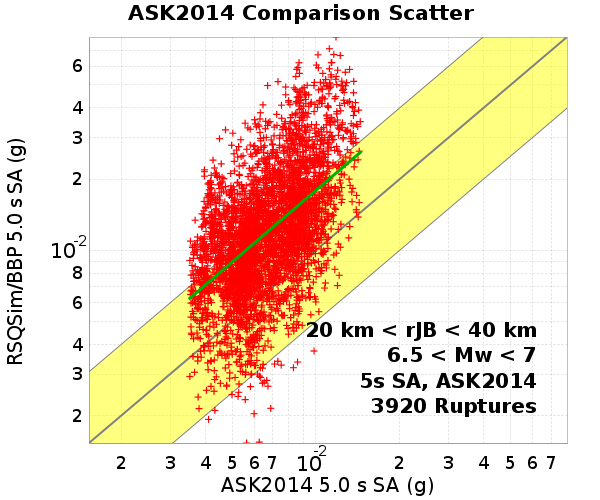 ASK2014 Comparison Scatter
RSQSim/BBP 5.0 s SA (g)
6
4
3
2
10-2
8
6
4
3
2
20 km < rJB < 40 km
6.5 < Mw < 7
5s SA, ASK2014
3920 Ruptures
2 3 4 5 6 7 10-2 2 3 4 5 6 7
ASK2014 5.0 s SA (g)